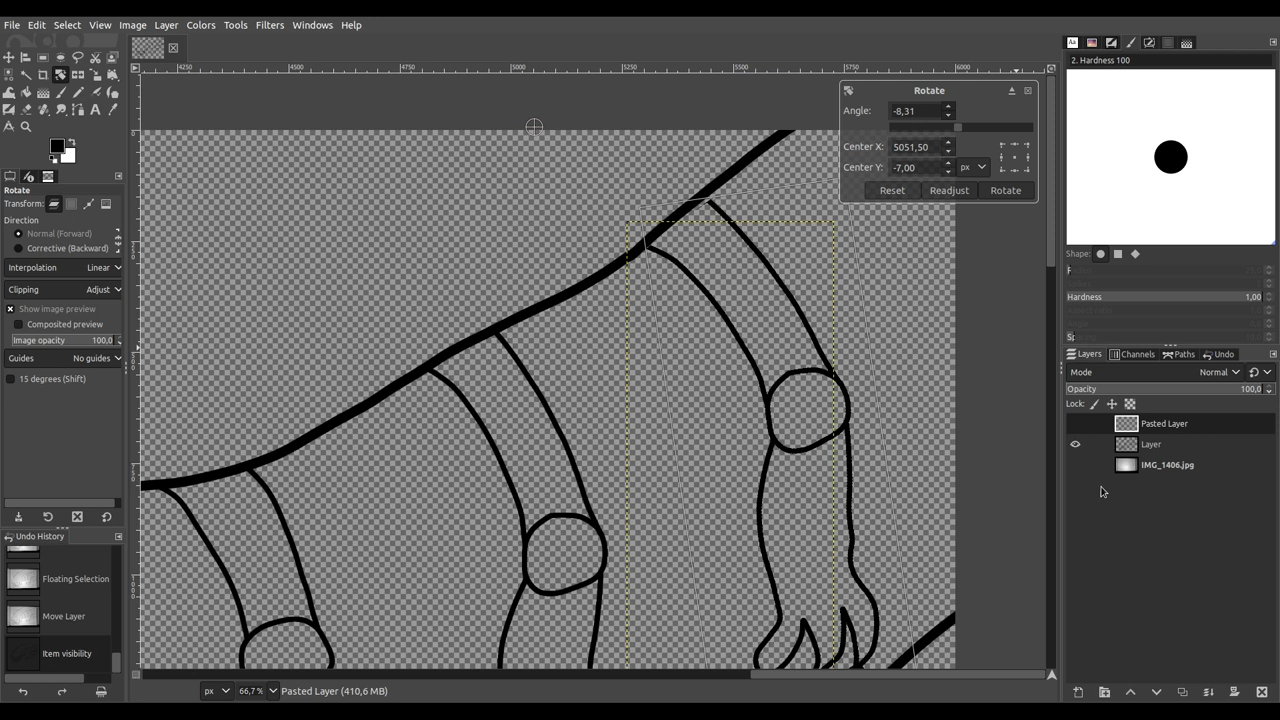 File Edit Select View Image Layer Colors Tools Filters Windows Help
Aa
2. Hardness 100
4250 4500 4750 5000 5250 5500 5750 6000
Rotate
Angle: -8,31
Center X: 5051,50
Center Y: -7,00 px
Reset Readjust Rotate
Rotate
Transform:
Direction
Normal (Forward)
Corrective (Backward)
Interpolation Linear
Clipping Adjust
Show image preview
Composited preview
Image opacity 100,0
Guides No guides
15 degrees (Shift)
Shape:
Hardness 1,00
Layers Channels Paths Undo
Mode Normal
Opacity 100,0
Lock:
Pasted Layer
Layer
IMG_1406.jpg
Undo History
Floating Selection
Move Layer
Item visibility
px 66,7 % Pasted Layer (410,6 MB)